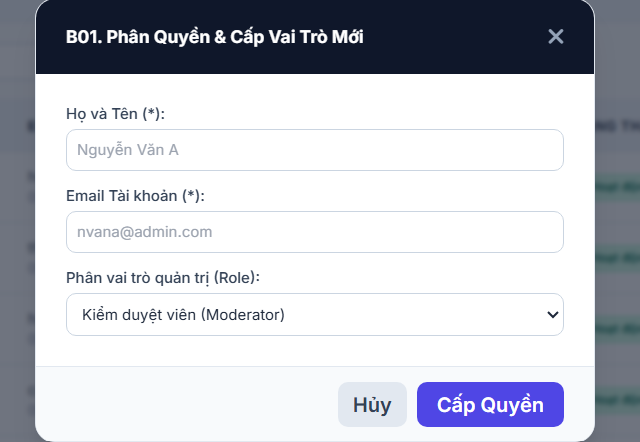 B01. Phân Quyền & Cấp Vai Trò Mới
Họ và Tên (*):
Nguyễn Văn A
Email Tài khoản (*):
nvana@admin.com
Phân vai trò quản trị (Role):
Kiểm duyệt viên (Moderator)
Hủy
Cấp Quyền